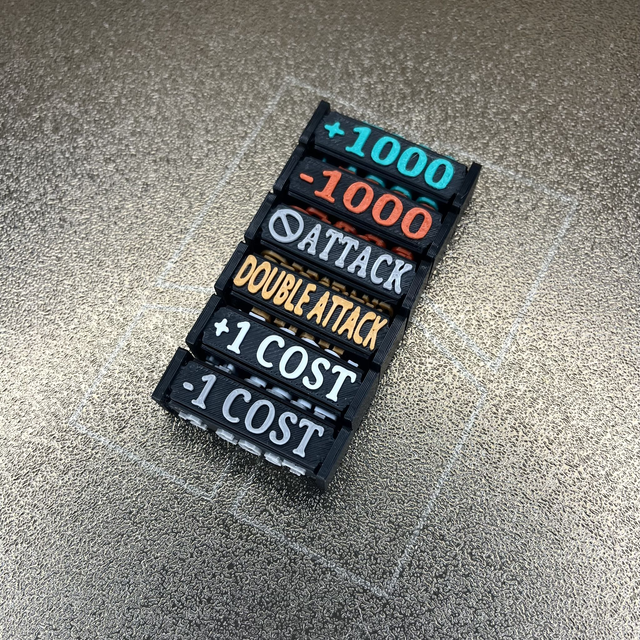 +1000
-1000
🚫ATTACK
DOUBLE ATTACK
+1 COST
-1 COST